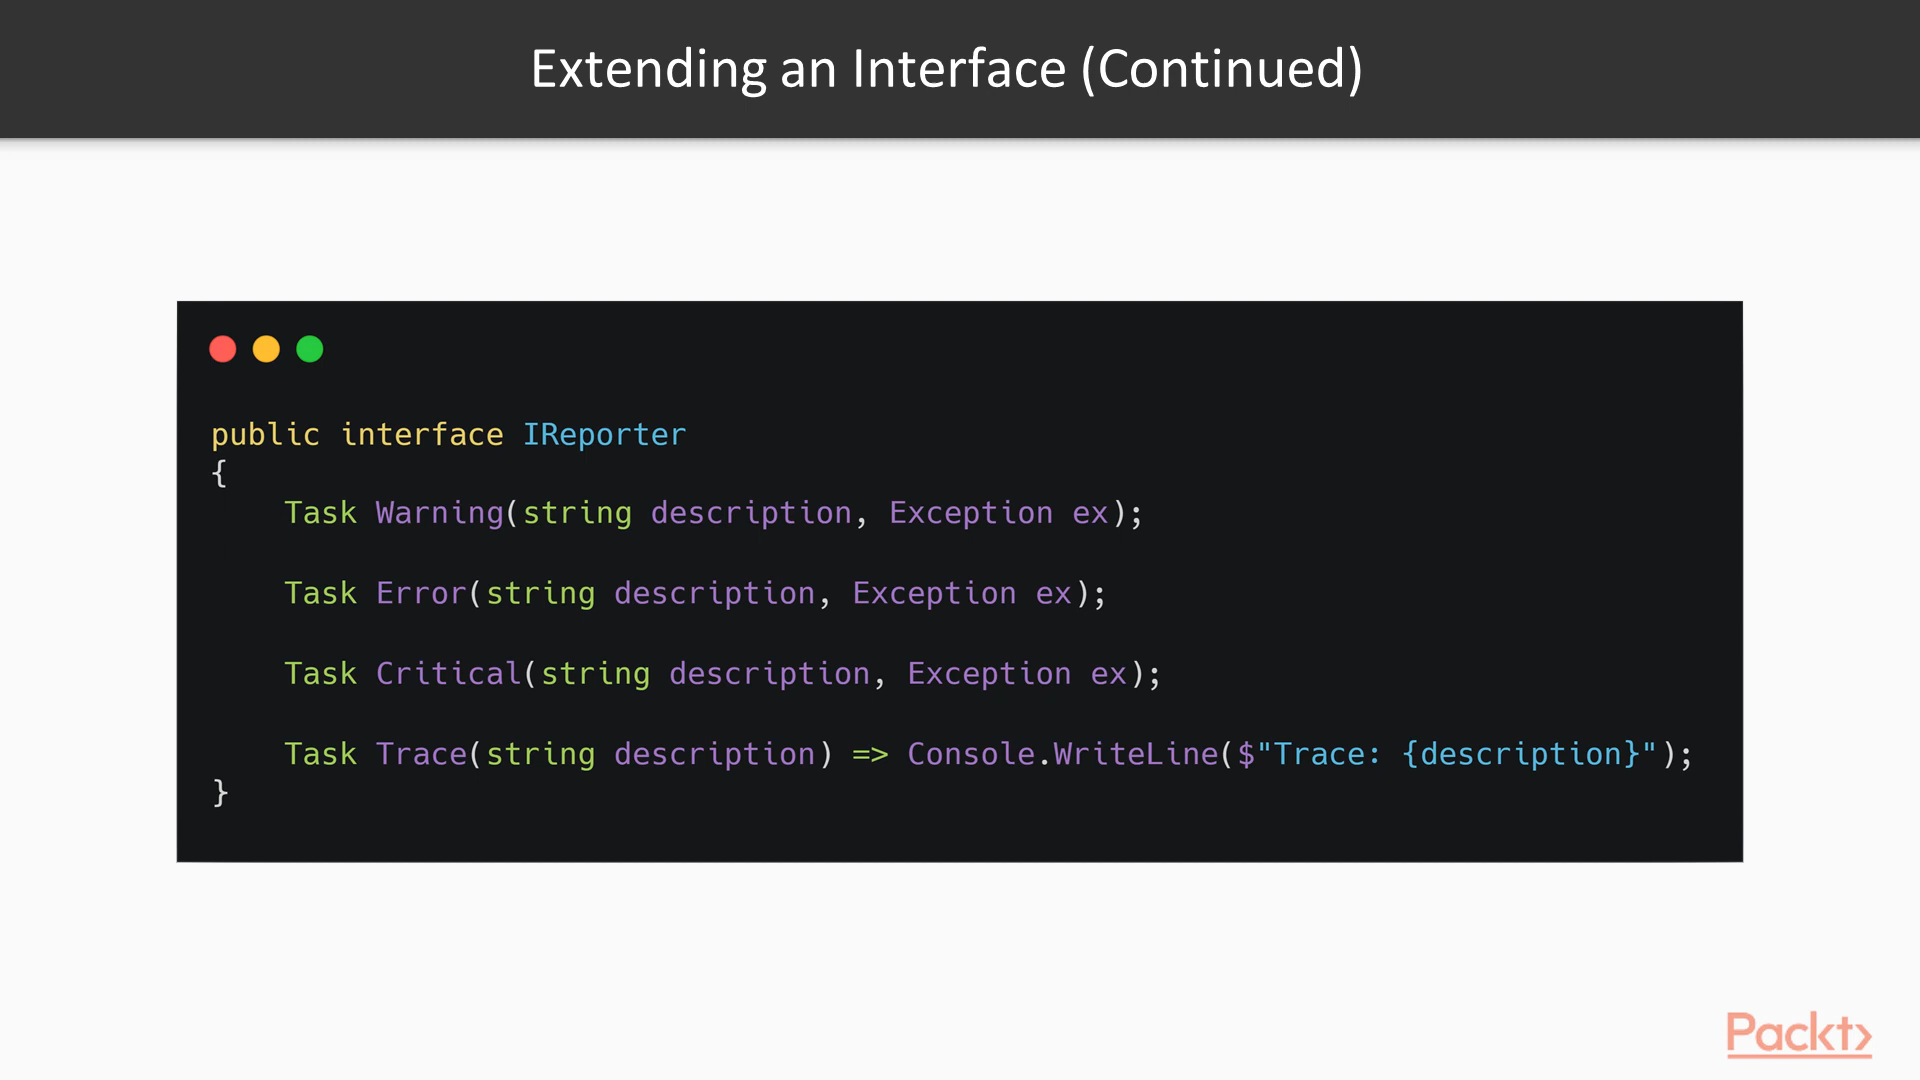 Extending an Interface (Continued)
public interface IReporter
{
    Task Warning(string description, Exception ex);
    Task Error(string description, Exception ex);
    Task Critical(string description, Exception ex);
    Task Trace(string description) => Console.WriteLine($"Trace: {description}");
}
Packt>